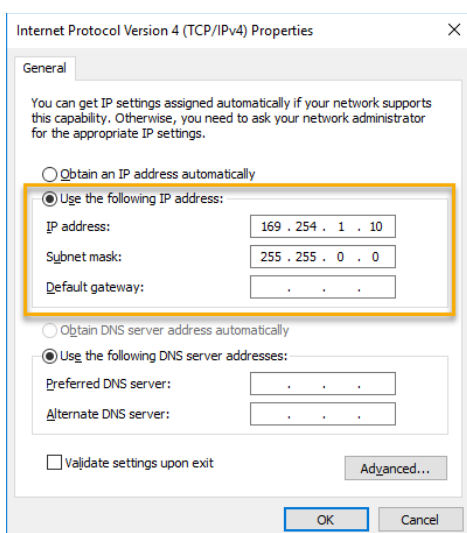 Internet Protocol Version 4 (TCP/IPv4) Properties
General
You can get IP settings assigned automatically if your network supports
this capability. Otherwise, you need to ask your network administrator
for the appropriate IP settings.
Obtain an IP address automatically
Use the following IP address:
IP address: 169 . 254 . 1 . 10
Subnet mask: 255 . 255 . 0 . 0
Default gateway: . . .
Obtain DNS server address automatically
Use the following DNS server addresses:
Preferred DNS server: . . .
Alternate DNS server: . . .
Validate settings upon exit
Advanced...
OK Cancel